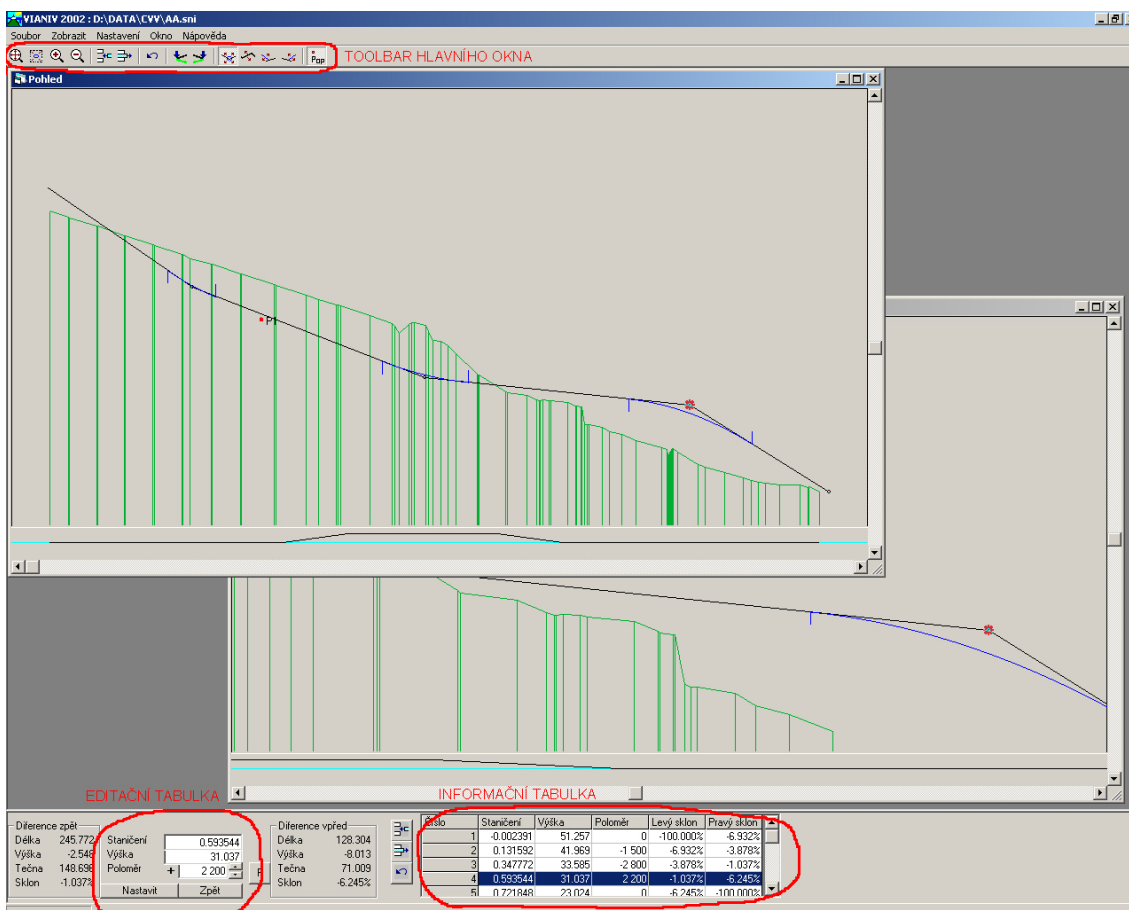 VIANIV 2002 : D:\DATA\CVV\AA.sni
Soubor Zobrazit Nastavení Okno Nápověda
TOOLBAR HLAVNÍHO OKNA
Pohled
P1
EDITAČNÍ TABULKA
INFORMAČNÍ TABULKA
Diference zpět
Délka 245.772
Výška -2.548
Tečna 148.696
Sklon -1.037%
Staničení 0.593544
Výška 31.037
Poloměr + 2 200
Nastavit Zpět
Diference vpřed
Délka 128.304
Výška -8.013
Tečna 71.009
Sklon -6.245%
Číslo Staničení Výška Poloměr Levý sklon Pravý sklon
1 -0.002391 51.257 0 -100.000% -6.932%
2 0.131592 41.969 -1 500 -6.932% -3.878%
3 0.347772 33.585 -2 800 -3.878% -1.037%
4 0.593544 31.037 2 200 -1.037% -6.245%
5 0.721848 23.024 0 -6.245% -100.000%